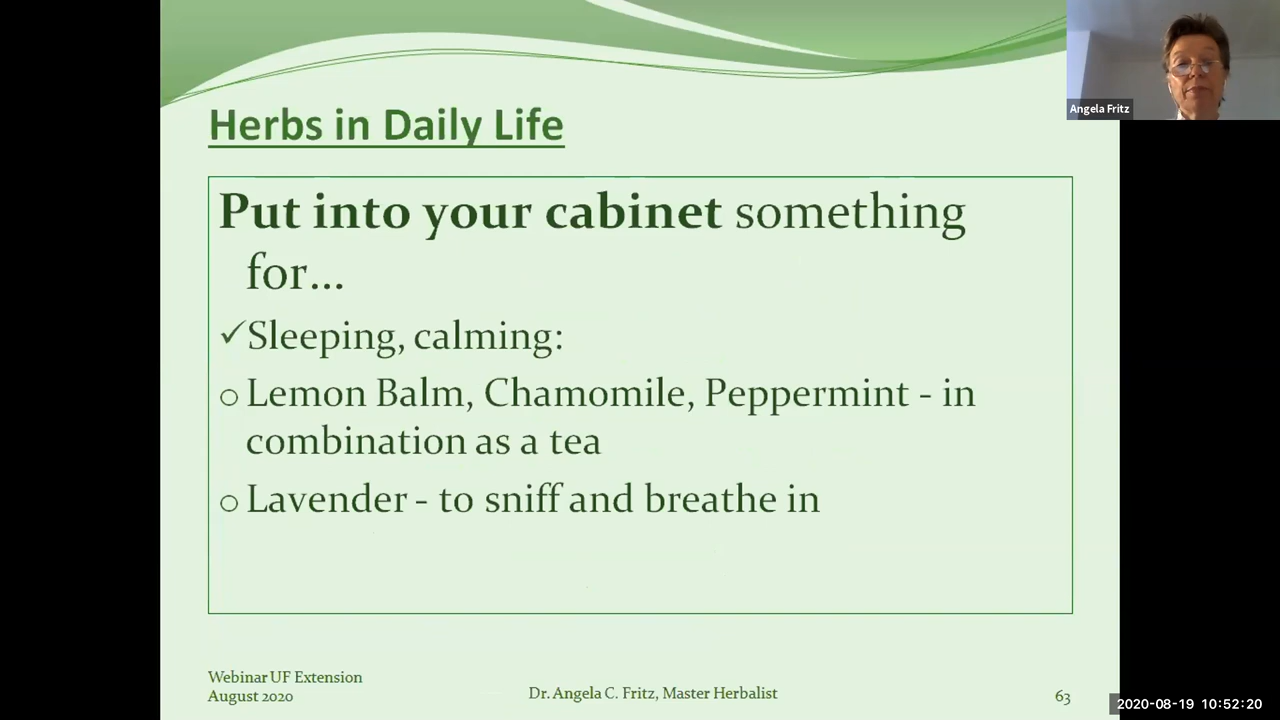 Angela Fritz
Herbs in Daily Life
Put into your cabinet something
for...
✓Sleeping, calming:
o Lemon Balm, Chamomile, Peppermint - in
combination as a tea
o Lavender - to sniff and breathe in
Webinar UF Extension
August 2020
Dr. Angela C. Fritz, Master Herbalist
63
2020-08-19 10:52:20